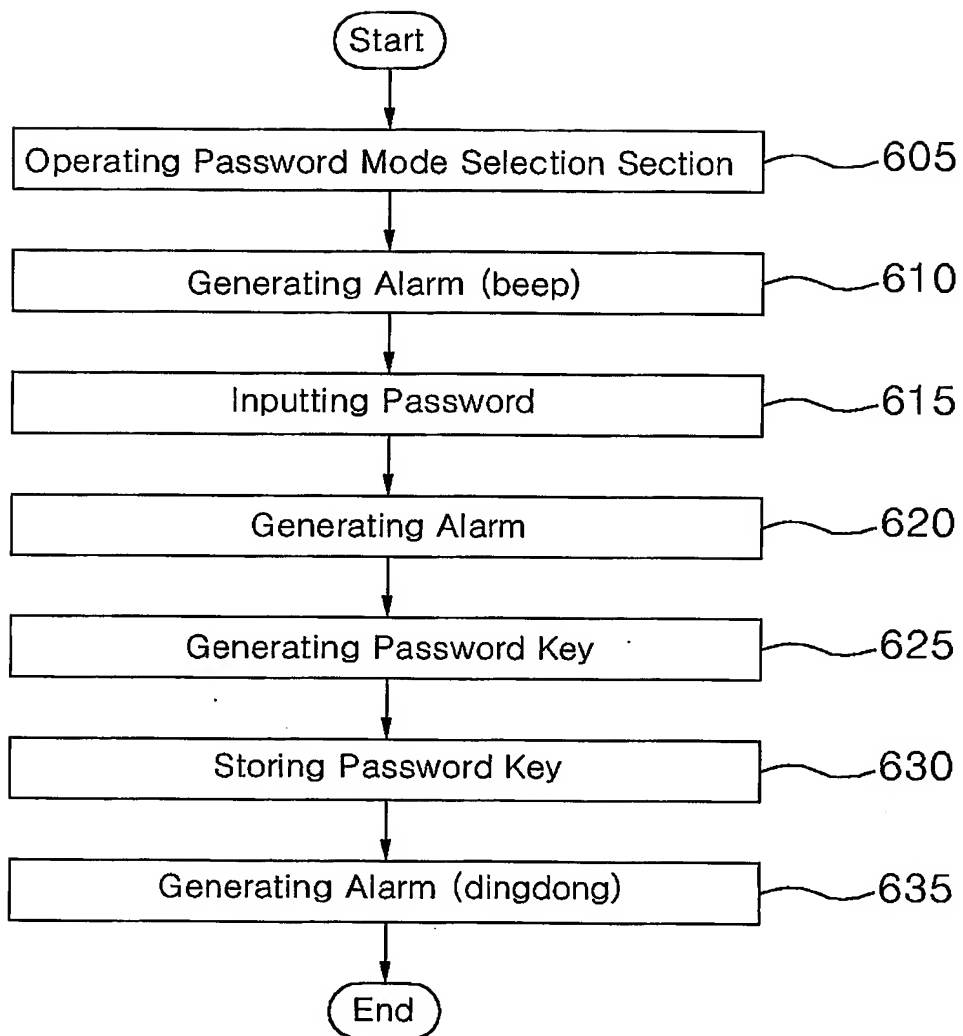 Start
Operating Password Mode Selection Section 605
Generating Alarm (beep) 610
Inputting Password 615
Generating Alarm 620
Generating Password Key 625
Storing Password Key 630
Generating Alarm (dingdong) 635
End